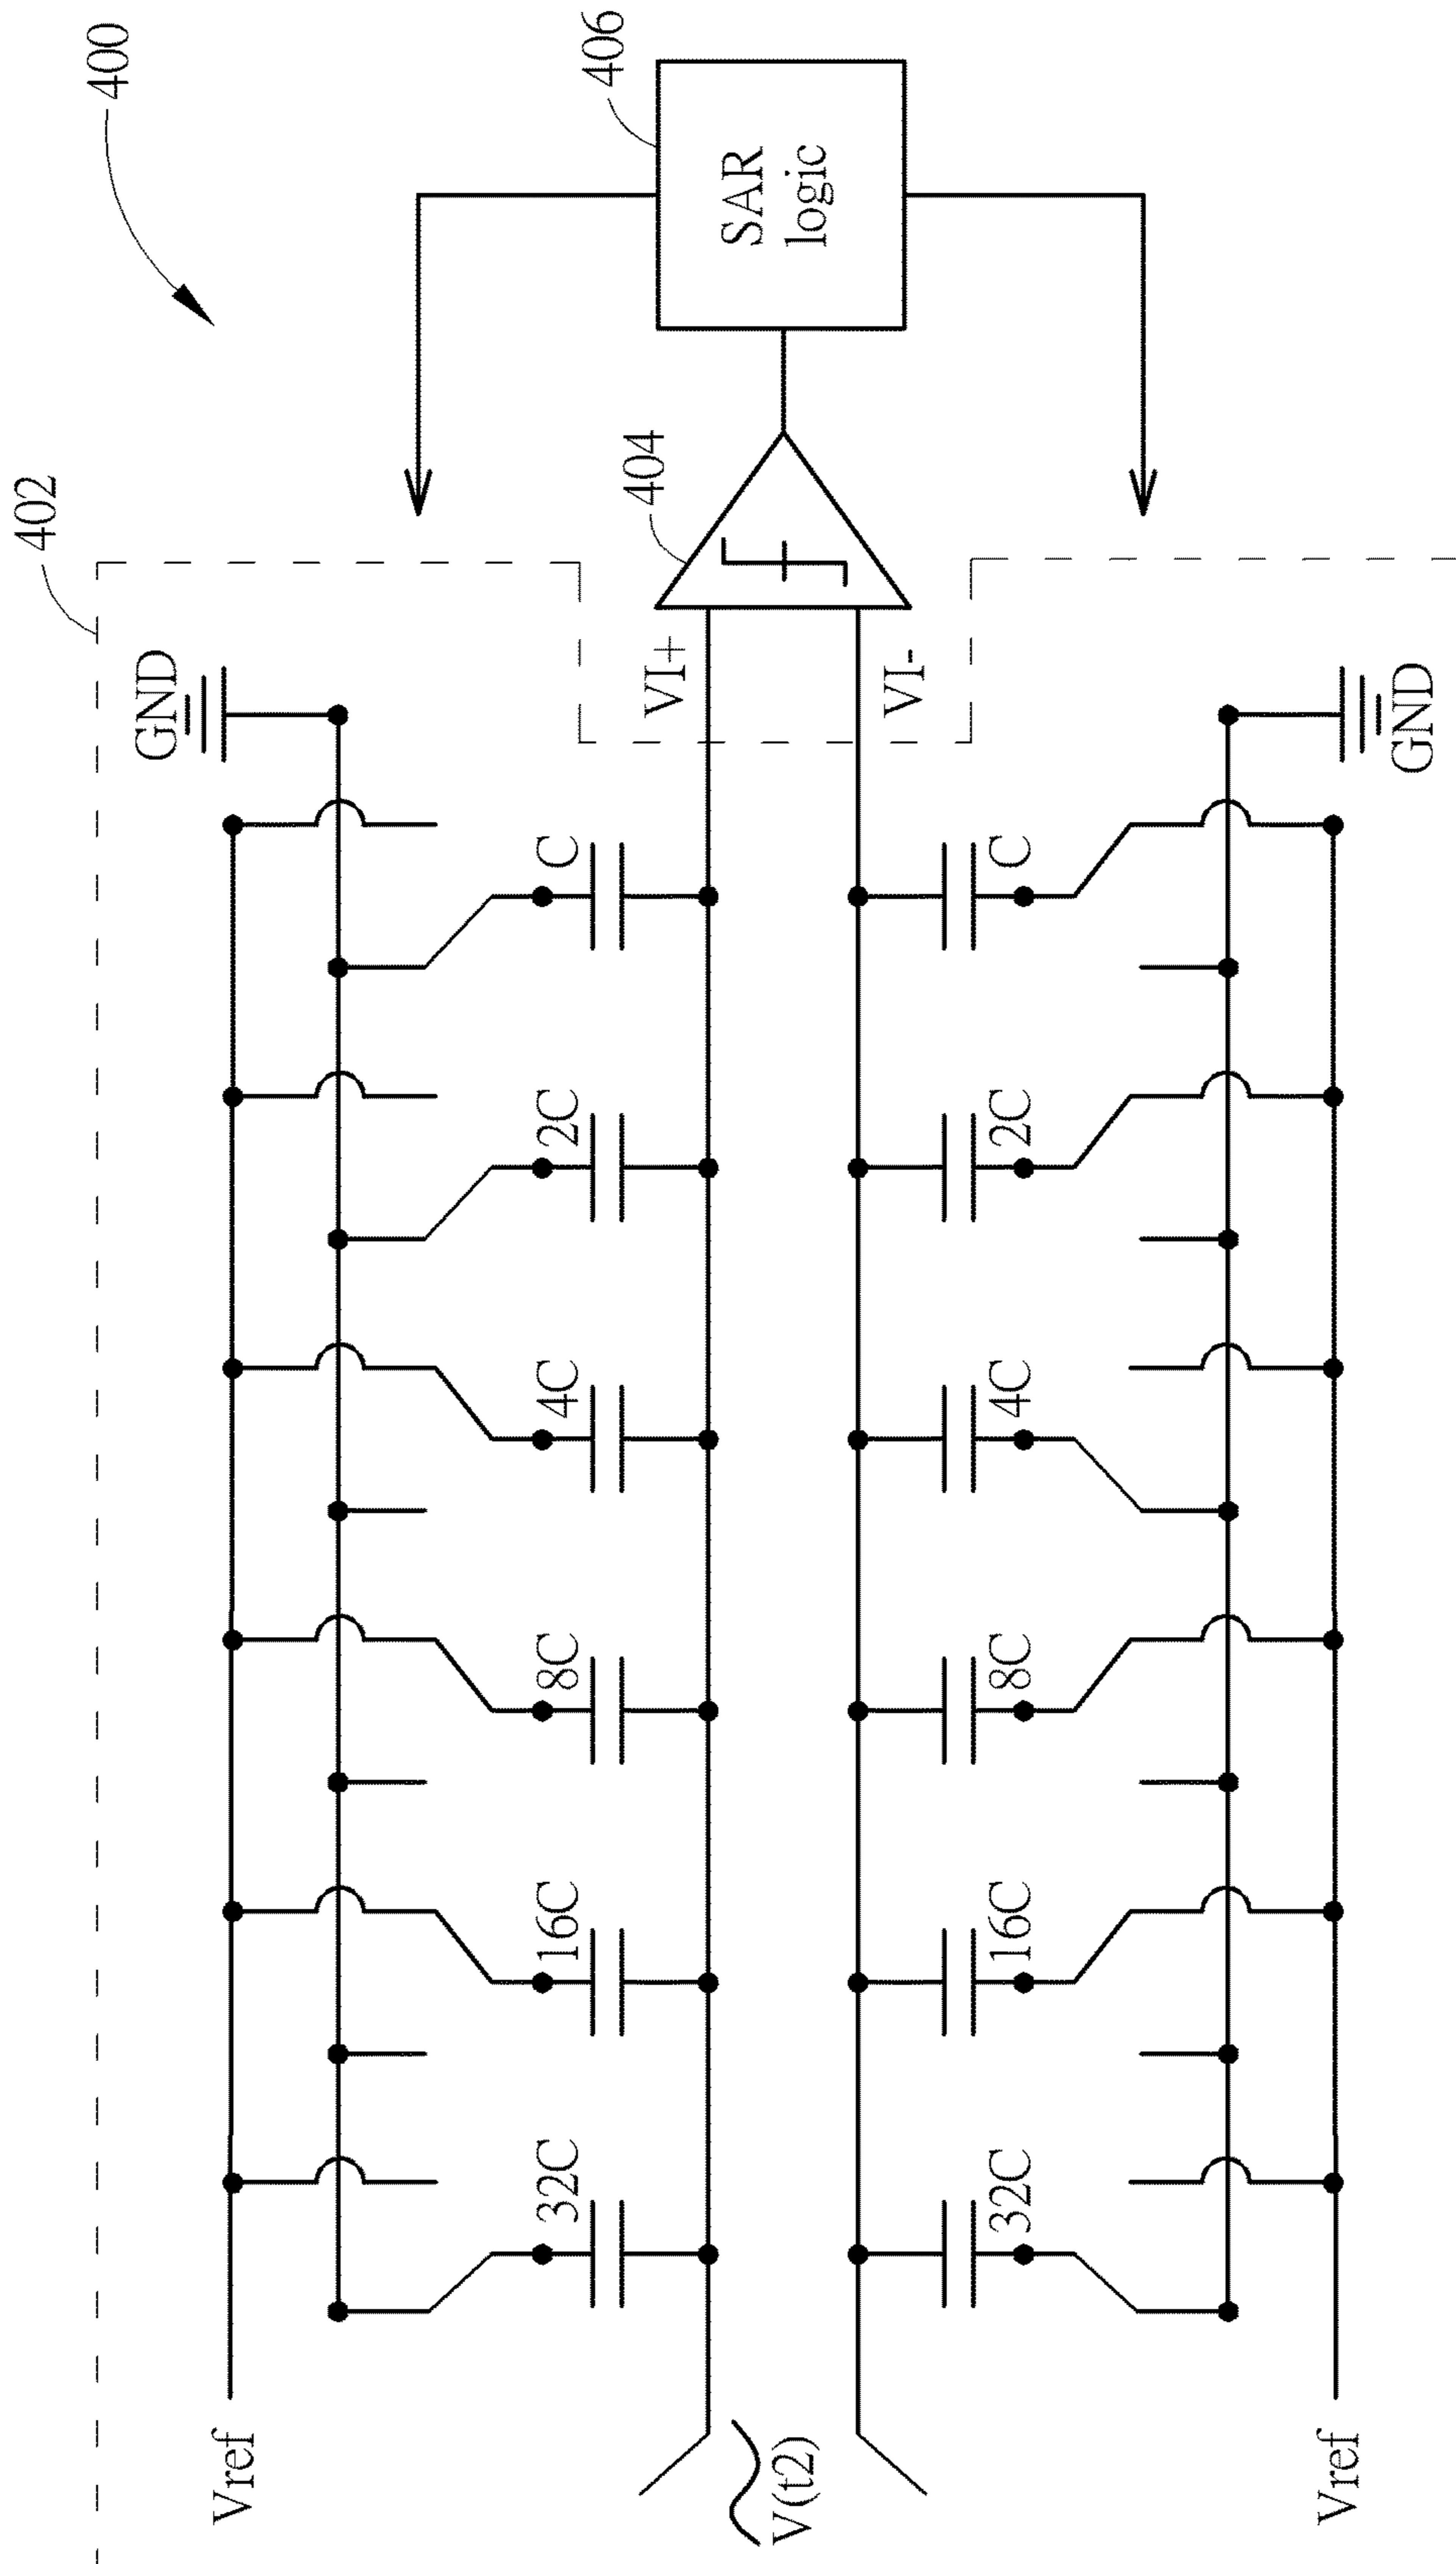 400
402
GND
Vref
32C
16C
8C
4C
2C
C
VI+
404
406
SAR
logic
V(t2)
VI-
32C
16C
8C
4C
2C
C
Vref
GND